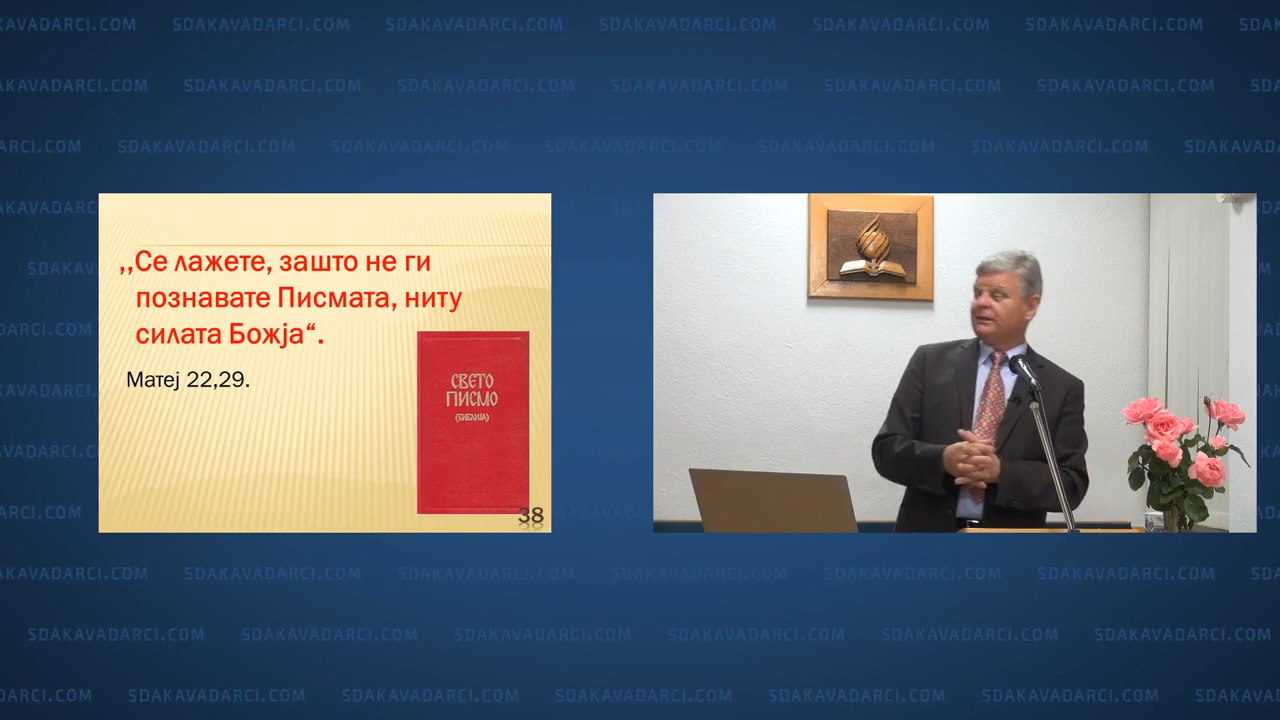 SDAKAVADARCI.COM
,,Се лажете, зашто не ги
познавате Писмата, ниту
силата Божја“.
Матеј 22,29.
СВЕТО
ПИСМО
(БИБЛИЈА)
38